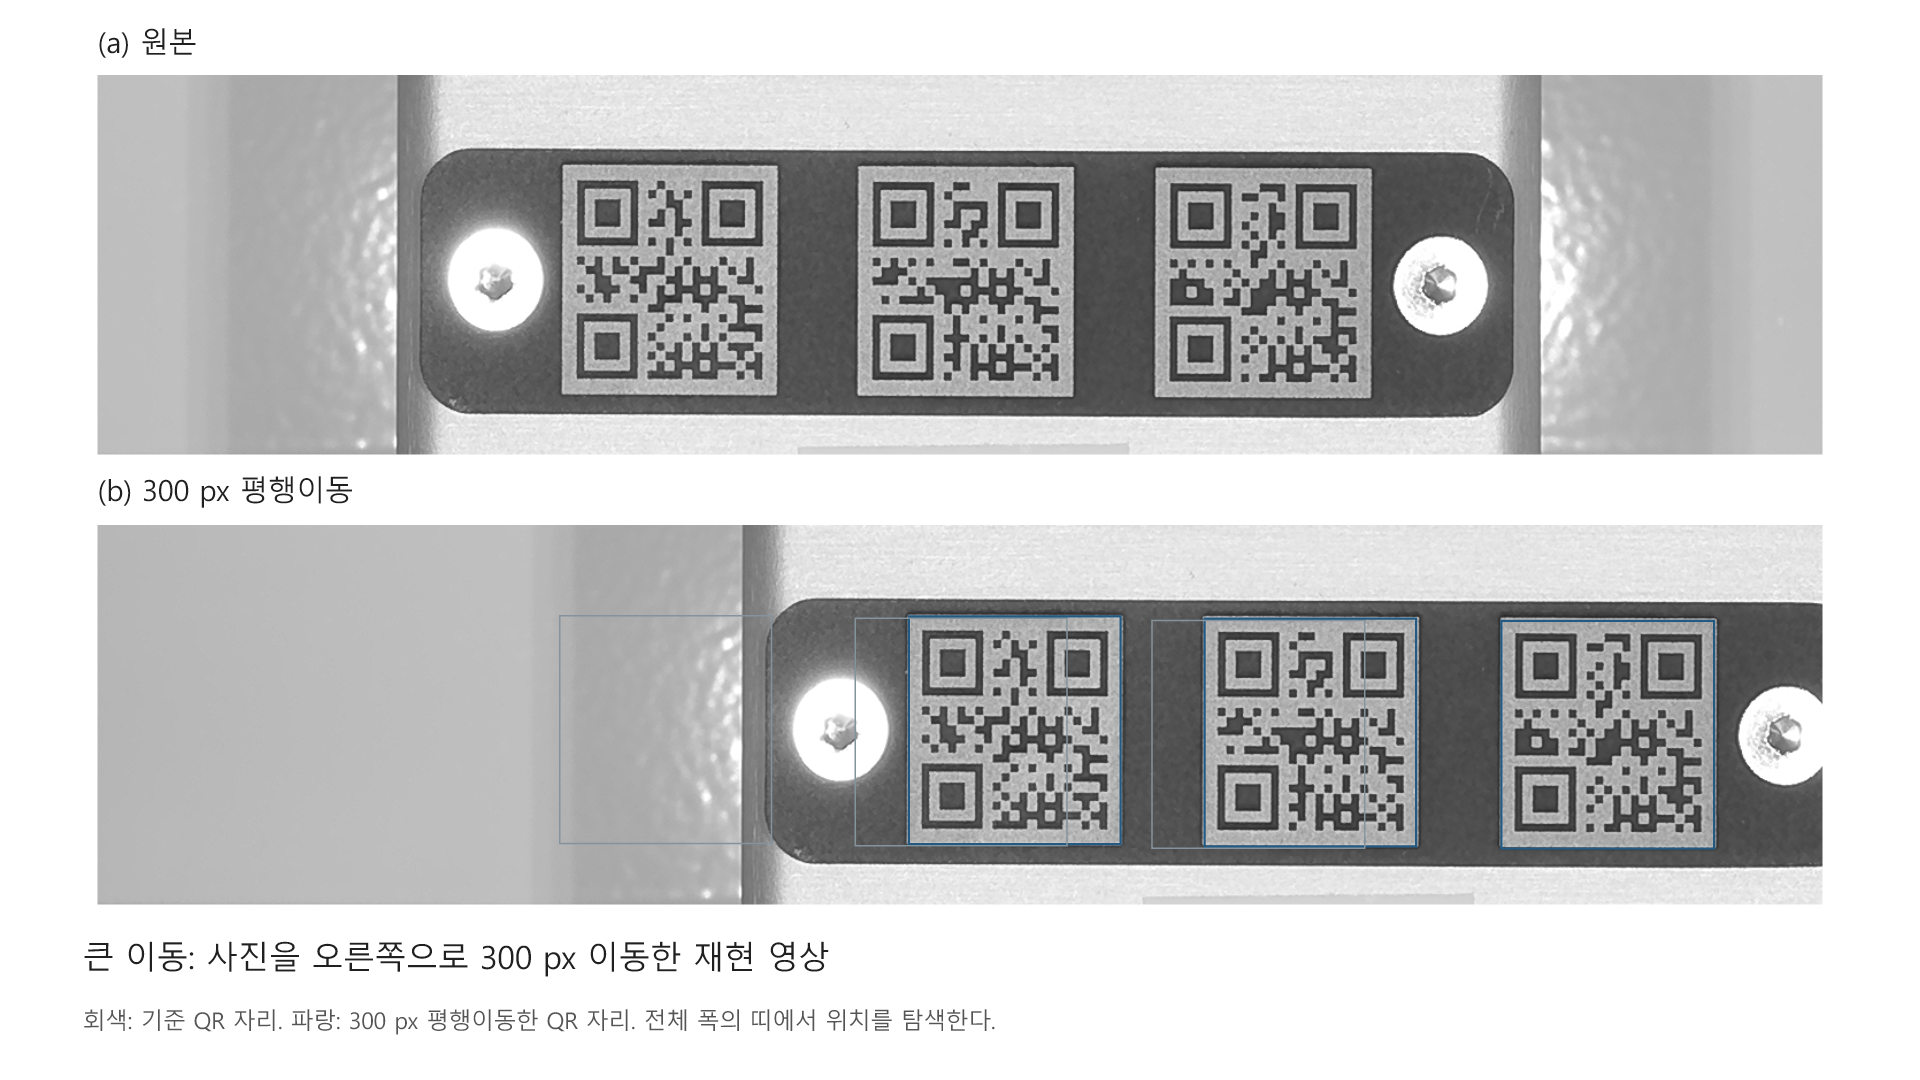 (a) 원본
(b) 300 px 평행이동
큰 이동: 사진을 오른쪽으로 300 px 이동한 재현 영상
회색: 기준 QR 자리. 파랑: 300 px 평행이동한 QR 자리. 전체 폭의 띠에서 위치를 탐색한다.